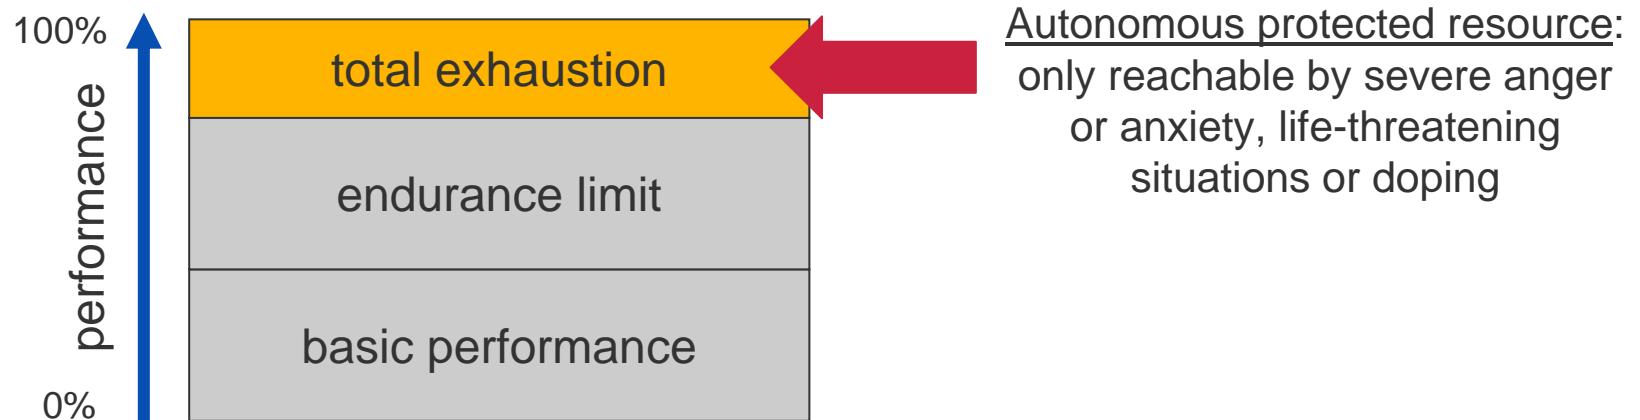 100%
performance
0%
total exhaustion
endurance limit
basic performance
Autonomous protected resource:
only reachable by severe anger
or anxiety, life-threatening
situations or doping